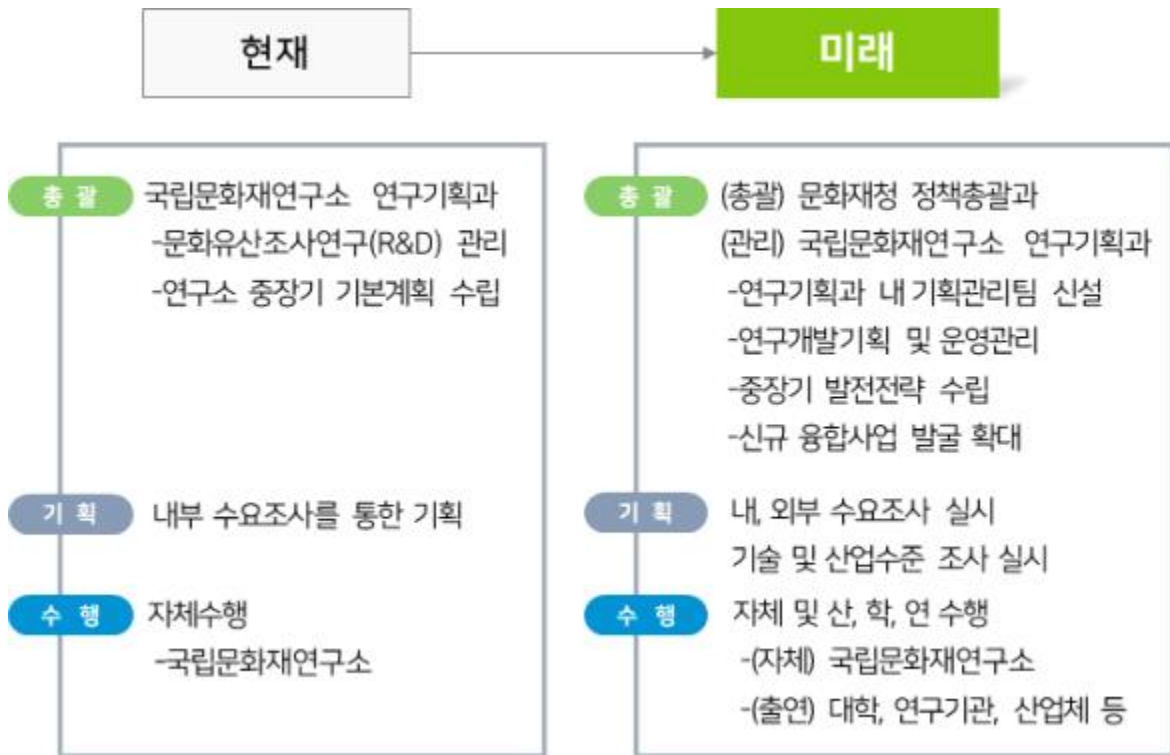 현재
미래
총 괄
국립문화재연구소 연구기획과
-문화유산조사연구(R&D) 관리
-연구소 중장기 기본계획 수립
기 획
내부 수요조사를 통한 기획
수 행
자체수행
-국립문화재연구소
총 괄
(총괄) 문화재청 정책총괄과
(관리) 국립문화재연구소 연구기획과
-연구기획과 내 기획관리팀 신설
-연구개발기획 및 운영관리
-중장기 발전전략 수립
-신규 융합사업 발굴 확대
기 획
내, 외부 수요조사 실시
기술 및 산업수준 조사 실시
수 행
자체 및 산, 학, 연 수행
-(자체) 국립문화재연구소
-(출연) 대학, 연구기관, 산업체 등